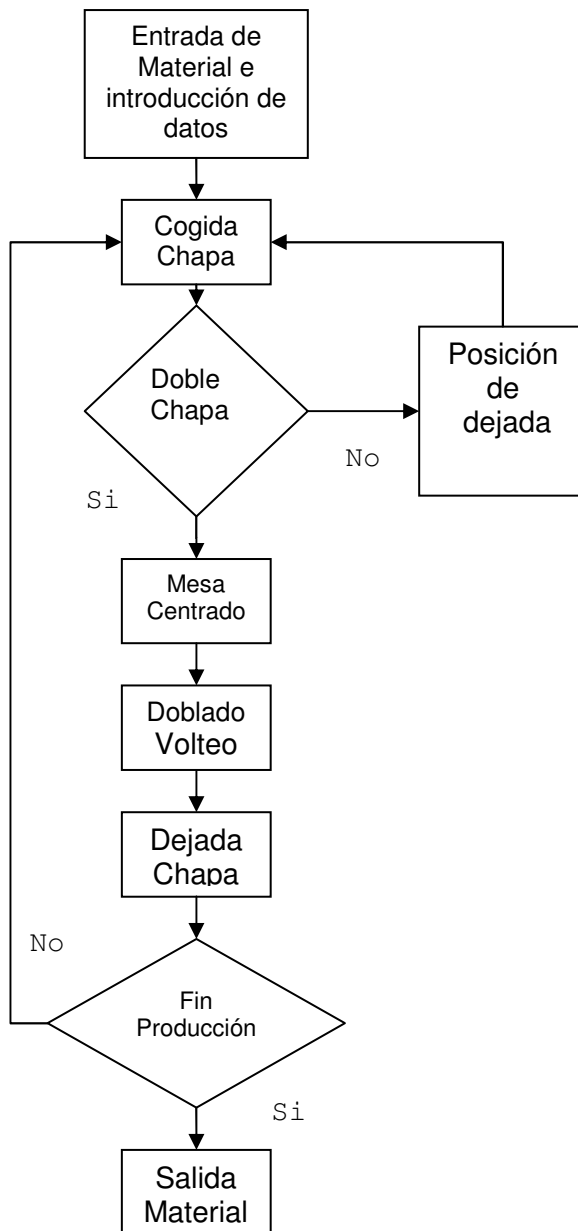 Entrada de
Material e
introducción de
datos
Cogida
Chapa
Doble
Chapa
Posición
de
dejada
No
Si
Mesa
Centrado
Doblado
Volteo
Dejada
Chapa
No
Fin
Producción
Si
Salida
Material